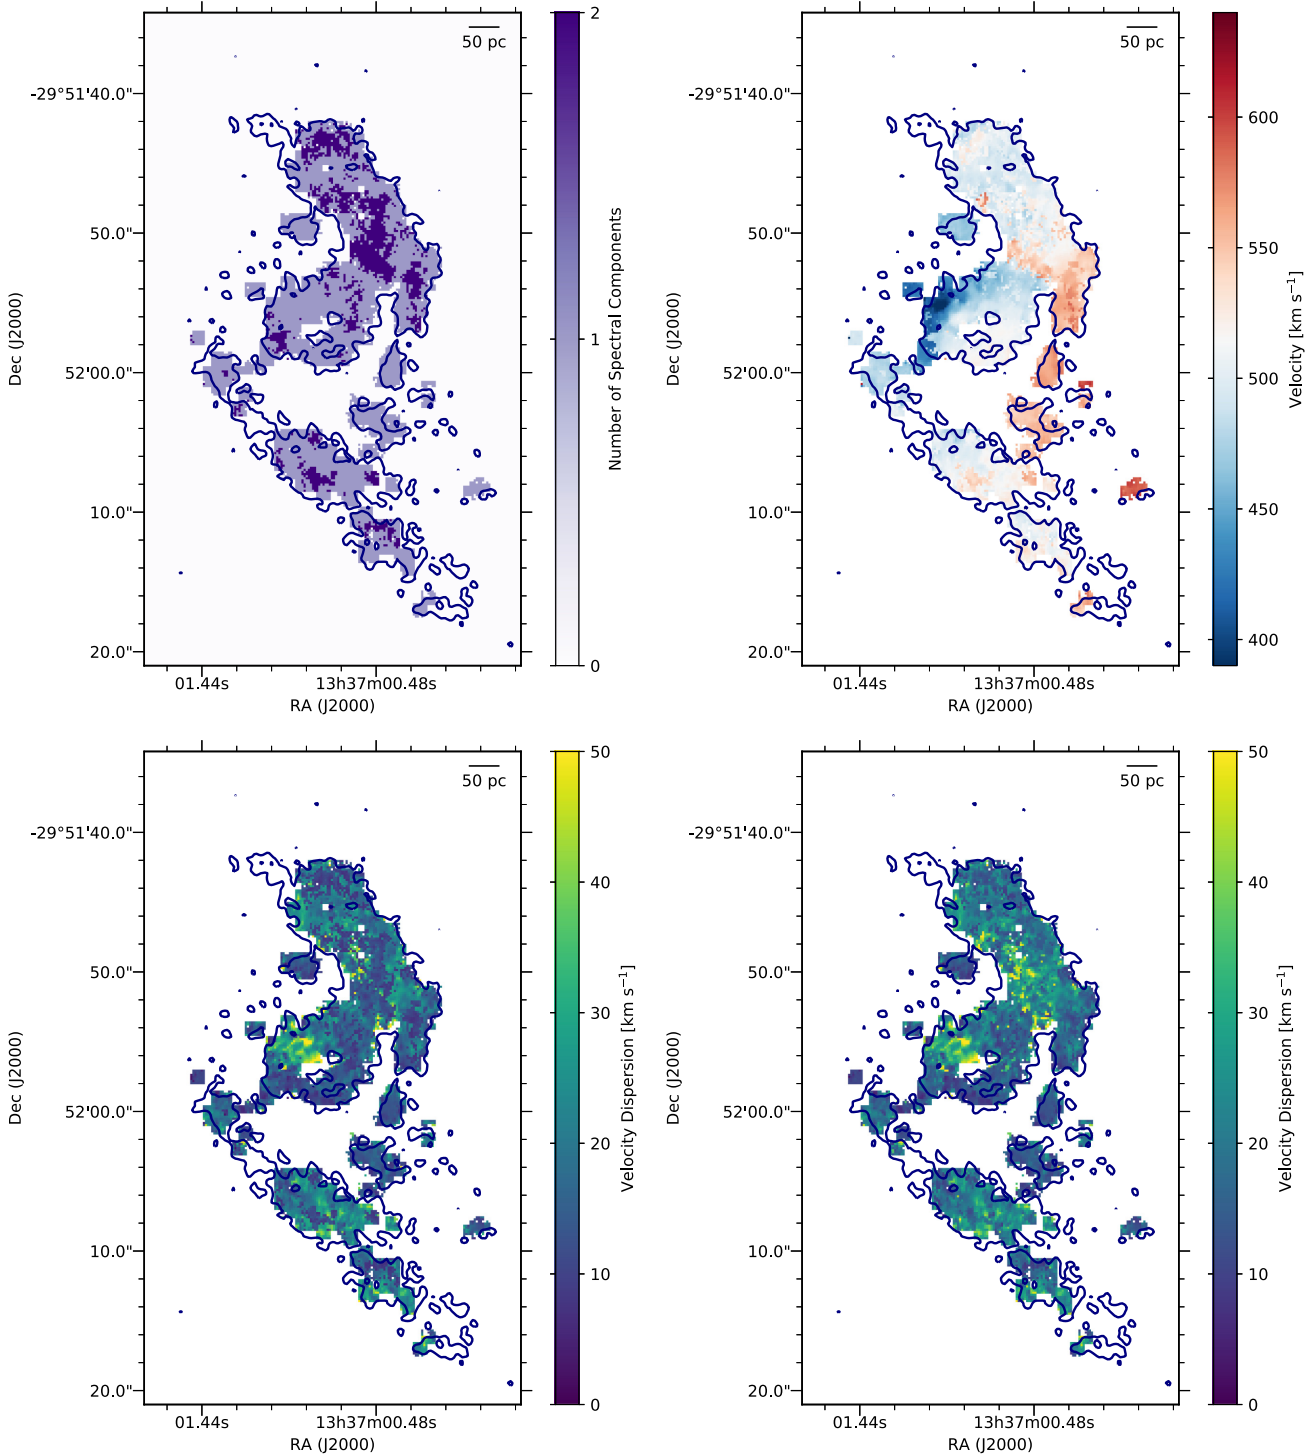 50 pc
-29°51'40.0"
50.0"
52'00.0"
10.0"
20.0"
Dec (J2000)
01.44s
13h37m00.48s
RA (J2000)
2
1
0
Number of Spectral Components
50 pc
-29°51'40.0"
50.0"
52'00.0"
10.0"
20.0"
Dec (J2000)
01.44s
13h37m00.48s
RA (J2000)
600
550
500
450
400
Velocity [km s⁻¹]
50 pc
-29°51'40.0"
50.0"
52'00.0"
10.0"
20.0"
Dec (J2000)
01.44s
13h37m00.48s
RA (J2000)
50
40
30
20
10
0
Velocity Dispersion [km s⁻¹]
50 pc
-29°51'40.0"
50.0"
52'00.0"
10.0"
20.0"
Dec (J2000)
01.44s
13h37m00.48s
RA (J2000)
50
40
30
20
10
0
Velocity Dispersion [km s⁻¹]